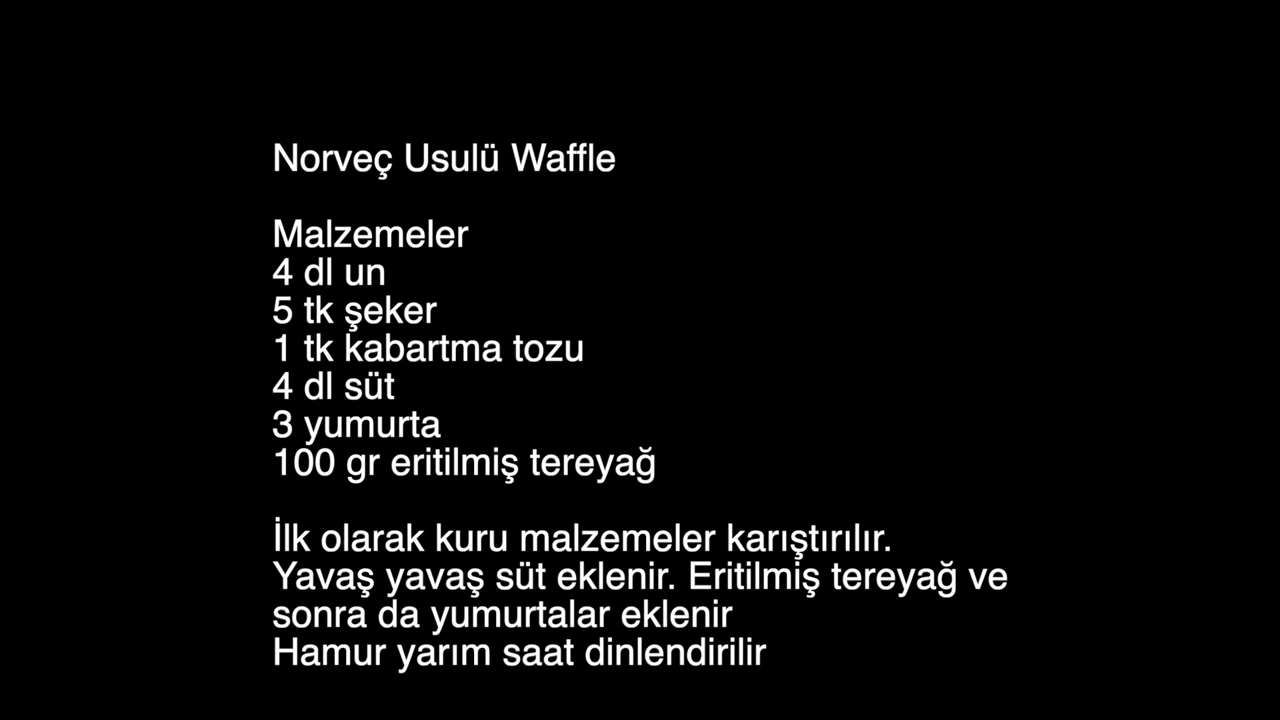 Norveç Usulü Waffle
Malzemeler
4 dl un
5 tk şeker
1 tk kabartma tozu
4 dl süt
3 yumurta
100 gr eritilmiş tereyağ
İlk olarak kuru malzemeler karıştırılır.
Yavaş yavaş süt eklenir. Eritilmiş tereyağ ve
sonra da yumurtalar eklenir
Hamur yarım saat dinlendirilir